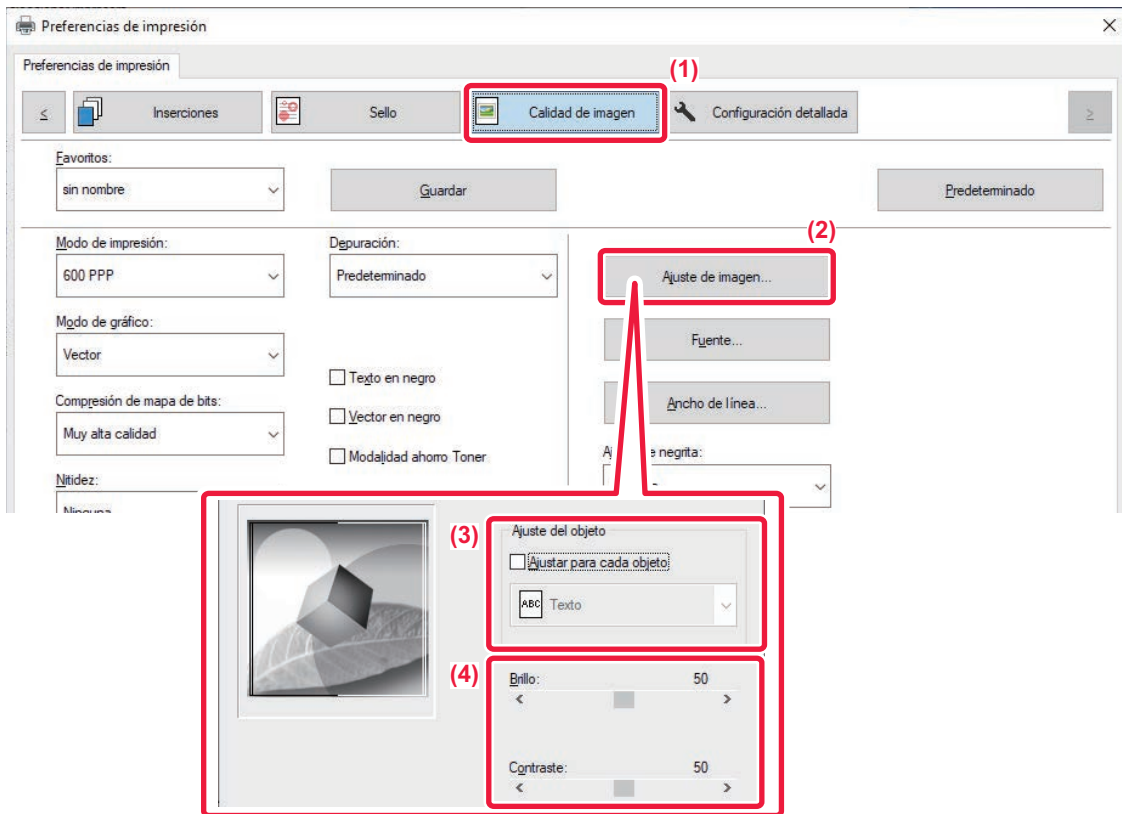 Preferencias de impresión
Preferencias de impresión
(1)
≤ Inserciones Sello Calidad de imagen Configuración detallada ≥
Favoritos:
sin nombre Guardar Predeterminado
(2)
Modo de impresión: Depuración:
600 PPP Predeterminado Ajuste de imagen...
Modo de gráfico:
Vector Fuente...
Texto en negro
Compresión de mapa de bits: Ancho de línea...
Muy alta calidad Vector en negro
Modalidad ahorro Toner e negrita:
Nitidez:
Ninguna
(3) Ajuste del objeto
Ajustar para cada objeto
ABC Texto
(4) Brillo: 50
< >
Contraste: 50
< >